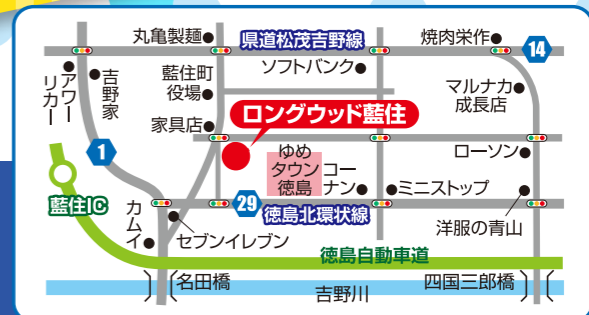 丸亀製麺
県道松茂吉野線
焼肉栄作
14
アワー
リカー
吉野家
藍住町
役場
ソフトバンク
マルナカ
成長店
ロングウッド藍住
家具店
1
ゆめ
タウン
徳島
コー
ナン
ローソン
ミニストップ
藍住IC
カムイ
29
徳島北環状線
セブンイレブン
洋服の青山
徳島自動車道
名田橋
吉野川
四国三郎橋